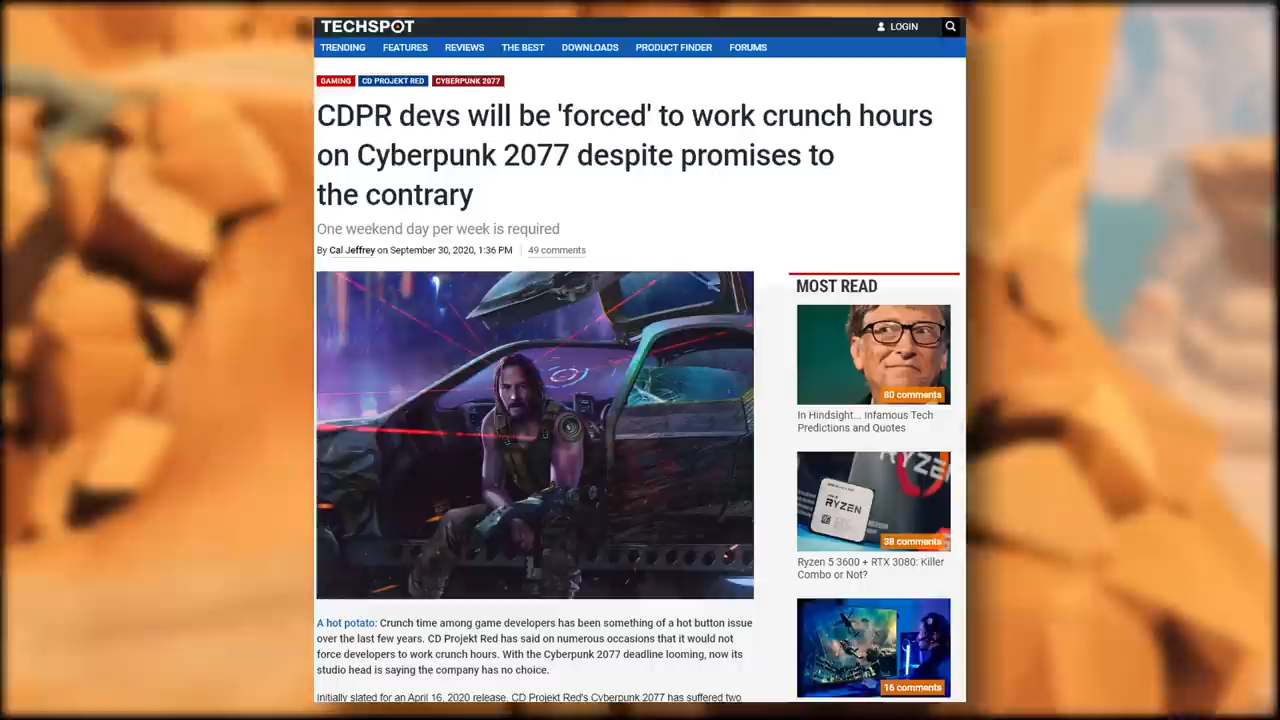 TECHSPOT
LOGIN
TRENDING FEATURES REVIEWS THE BEST DOWNLOADS PRODUCT FINDER FORUMS
GAMING CD PROJEKT RED CYBERPUNK 2077
CDPR devs will be 'forced' to work crunch hours
on Cyberpunk 2077 despite promises to
the contrary
One weekend day per week is required
By Cal Jeffrey on September 30, 2020, 1:36 PM 49 comments
A hot potato: Crunch time among game developers has been something of a hot button issue
over the last few years. CD Projekt Red has said on numerous occasions that it would not
force developers to work crunch hours. With the Cyberpunk 2077 deadline looming, now its
studio head is saying the company has no choice.
Initially slated for an April 16, 2020 release, CD Projekt Red's Cyberpunk 2077 has suffered two
MOST READ
80 comments
In Hindsight... Infamous Tech
Predictions and Quotes
RYZEN
RYZEN
38 comments
Ryzen 5 3600 + RTX 3080: Killer
Combo or Not?
16 comments